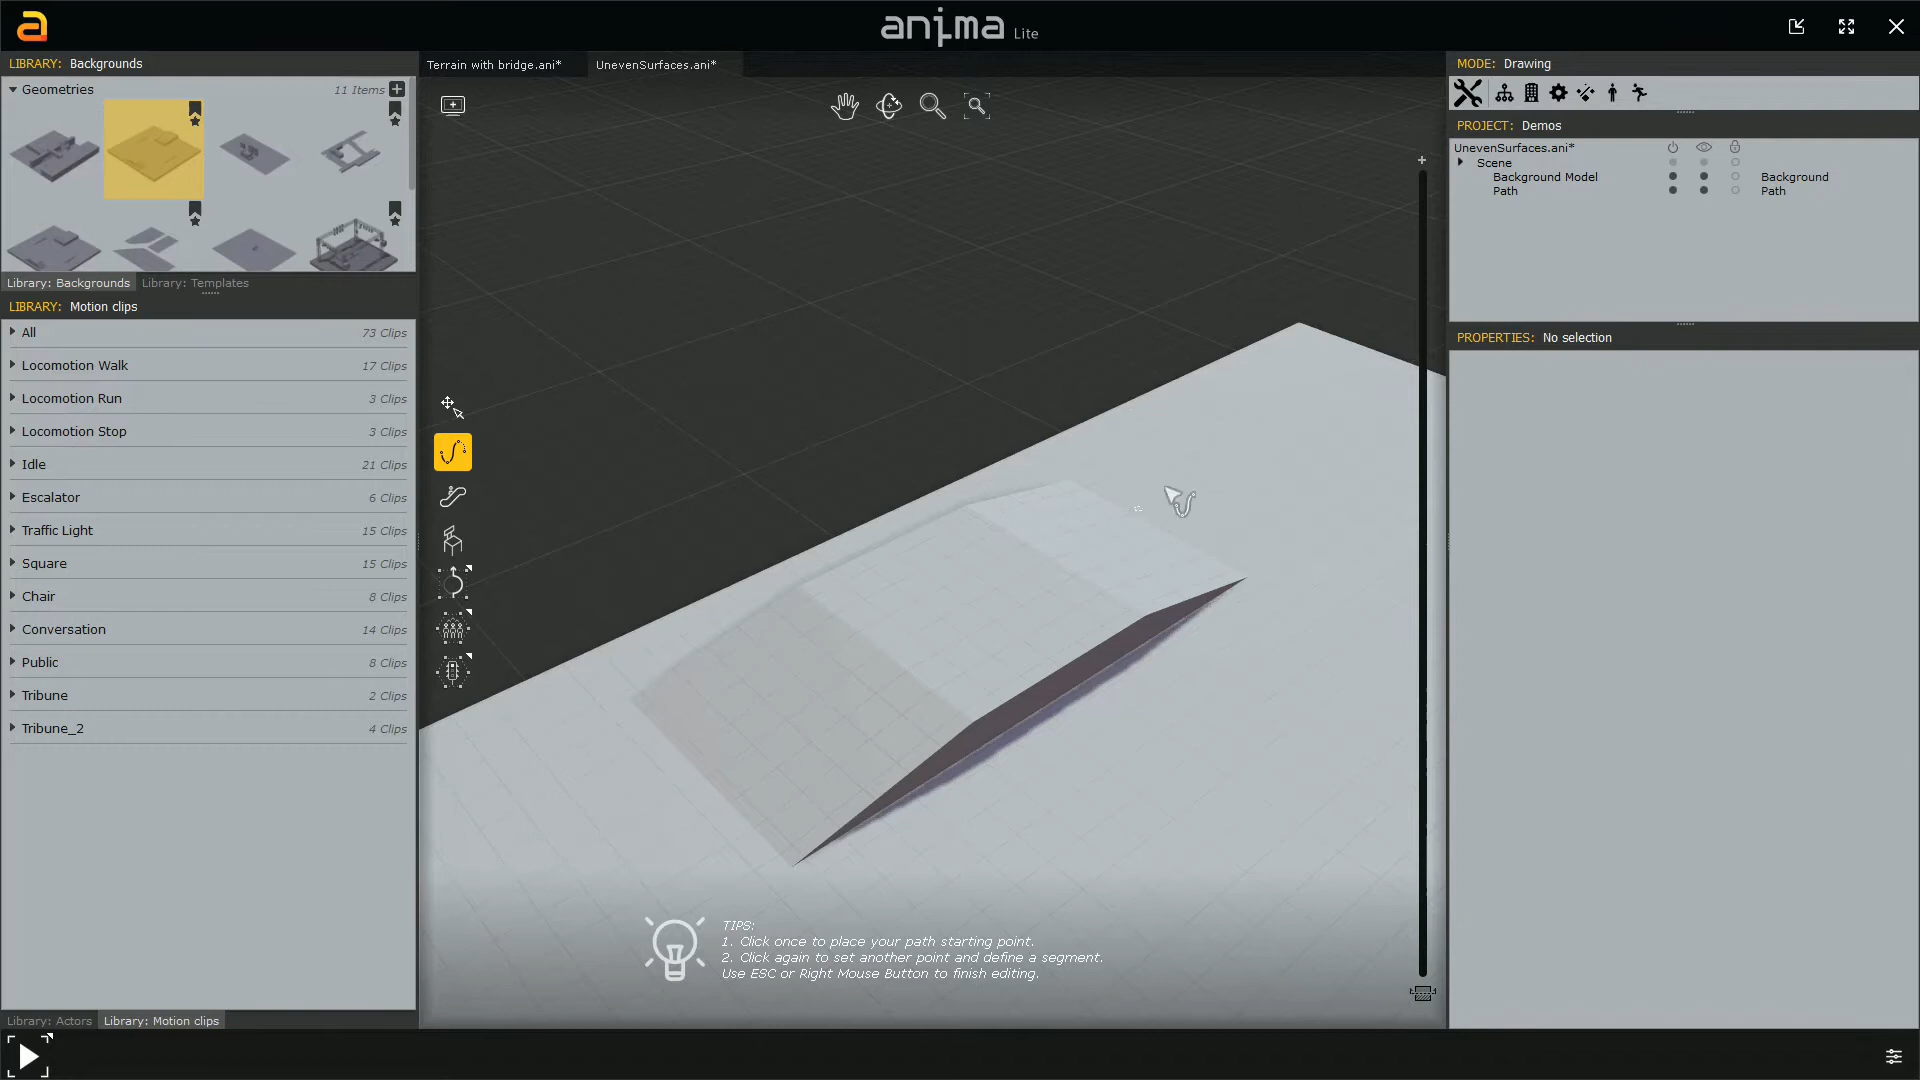 anima Lite
LIBRARY: Backgrounds
Geometries 11 Items
Library: Backgrounds Library: Templates
LIBRARY: Motion clips
All 73 Clips
Locomotion Walk 17 Clips
Locomotion Run 3 Clips
Locomotion Stop 3 Clips
Idle 21 Clips
Escalator 6 Clips
Traffic Light 15 Clips
Square 15 Clips
Chair 8 Clips
Conversation 14 Clips
Public 8 Clips
Tribune 2 Clips
Tribune_2 4 Clips
Library: Actors Library: Motion clips
Terrain with bridge.ani* UnevenSurfaces.ani*
TIPS:
1. Click once to place your path starting point.
2. Click again to set another point and define a segment.
Use ESC or Right Mouse Button to finish editing.
MODE: Drawing
PROJECT: Demos
UnevenSurfaces.ani*
Scene
Background Model Background
Path Path
PROPERTIES: No selection